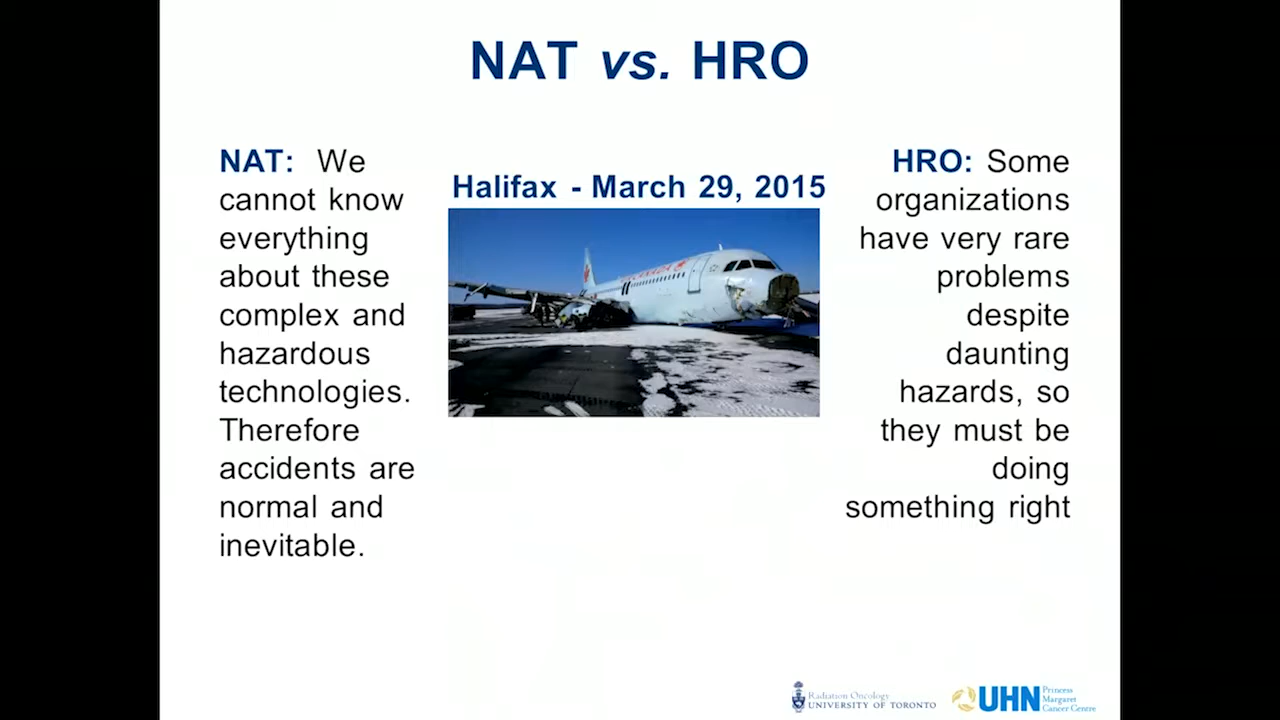 NAT vs. HRO
NAT: We
cannot know
everything
about these
complex and
hazardous
technologies.
Therefore
accidents are
normal and
inevitable.
Halifax - March 29, 2015
HRO: Some
organizations
have very rare
problems
despite
daunting
hazards, so
they must be
doing
something right
Radiation Oncology
UNIVERSITY OF TORONTO
UHN
Princess
Margaret
Cancer Centre